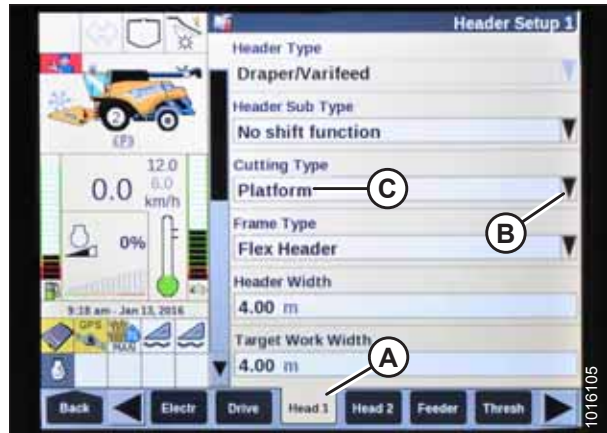 Header Setup 1
Header Type
Draper/Varifeed
Header Sub Type
No shift function
Cutting Type
Platform
C
B
Frame Type
Flex Header
Header Width
4.00 m
Target Work Width
4.00 m
A
2
(F)
12.0
6.0
0.0 km/h
0%
9:18 am - Jan 13, 2016
GPS
MAN
Back
Electr
Drive
Head 1
Head 2
Feeder
Thresh
1016105